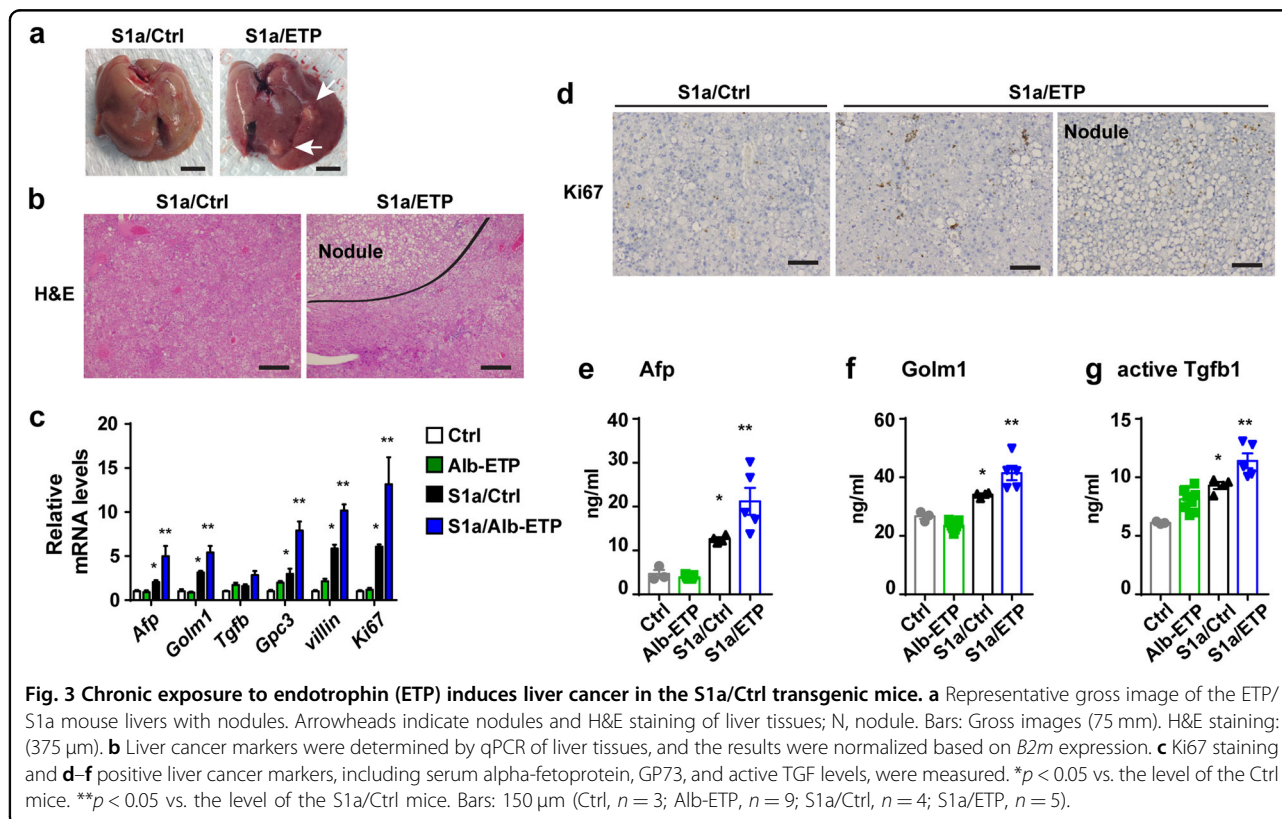 a
S1a/Ctrl S1a/ETP
b
S1a/Ctrl S1a/ETP
Nodule
H&E
c
Relative
mRNA levels
20
15
10
5
0
* ** * ** * ** * ** * **
Afp Golm1 Tgfb Gpc3 villin Ki67
Ctrl
Alb-ETP
S1a/Ctrl
S1a/Alb-ETP
d
S1a/Ctrl S1a/ETP
Nodule
Ki67
e Afp
ng/ml
40
30
20
10
0
* **
Ctrl Alb-ETP S1a/Ctrl S1a/ETP
f Golm1
ng/ml
60
40
20
0
* **
Ctrl Alb-ETP S1a/Ctrl S1a/ETP
g active Tgfb1
ng/ml
15
10
5
0
* **
Ctrl Alb-ETP S1a/Ctrl S1a/ETP
Fig. 3 Chronic exposure to endotrophin (ETP) induces liver cancer in the S1a/Ctrl transgenic mice. a Representative gross image of the ETP/
S1a mouse livers with nodules. Arrowheads indicate nodules and H&E staining of liver tissues; N, nodule. Bars: Gross images (75 mm). H&E staining:
(375 μm). b Liver cancer markers were determined by qPCR of liver tissues, and the results were normalized based on B2m expression. c Ki67 staining
and d–f positive liver cancer markers, including serum alpha-fetoprotein, GP73, and active TGF levels, were measured. *p < 0.05 vs. the level of the Ctrl
mice. **p < 0.05 vs. the level of the S1a/Ctrl mice. Bars: 150 μm (Ctrl, n = 3; Alb-ETP, n = 9; S1a/Ctrl, n = 4; S1a/ETP, n = 5).